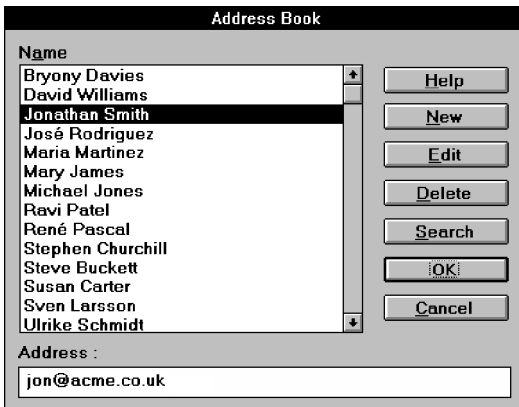 Address Book
Name
Bryony Davies
David Williams
Jonathan Smith
José Rodriguez
Maria Martinez
Mary James
Michael Jones
Ravi Patel
René Pascal
Stephen Churchill
Steve Buckett
Susan Carter
Sven Larsson
Ulrike Schmidt
Help
New
Edit
Delete
Search
OK
Cancel
Address :
jon@acme.co.uk